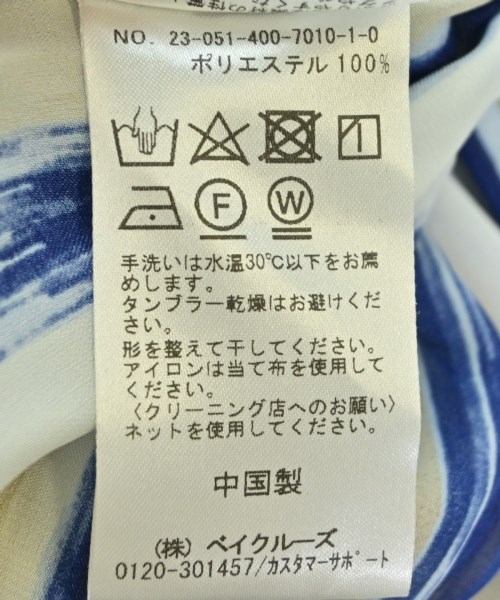 NO. 23-051-400-7010-1-0
ポリエステル 100%
F
W
手洗いは水温30℃以下をお薦
めします。
タンブラー乾燥はお避けくだ
さい。
形を整えて干してください。
アイロンは当て布を使用して
ください。
〈クリーニング店へのお願い〉
ネットを使用してください。
中国製
(株) ベイクルーズ
0120-301457/カスタマーサポート